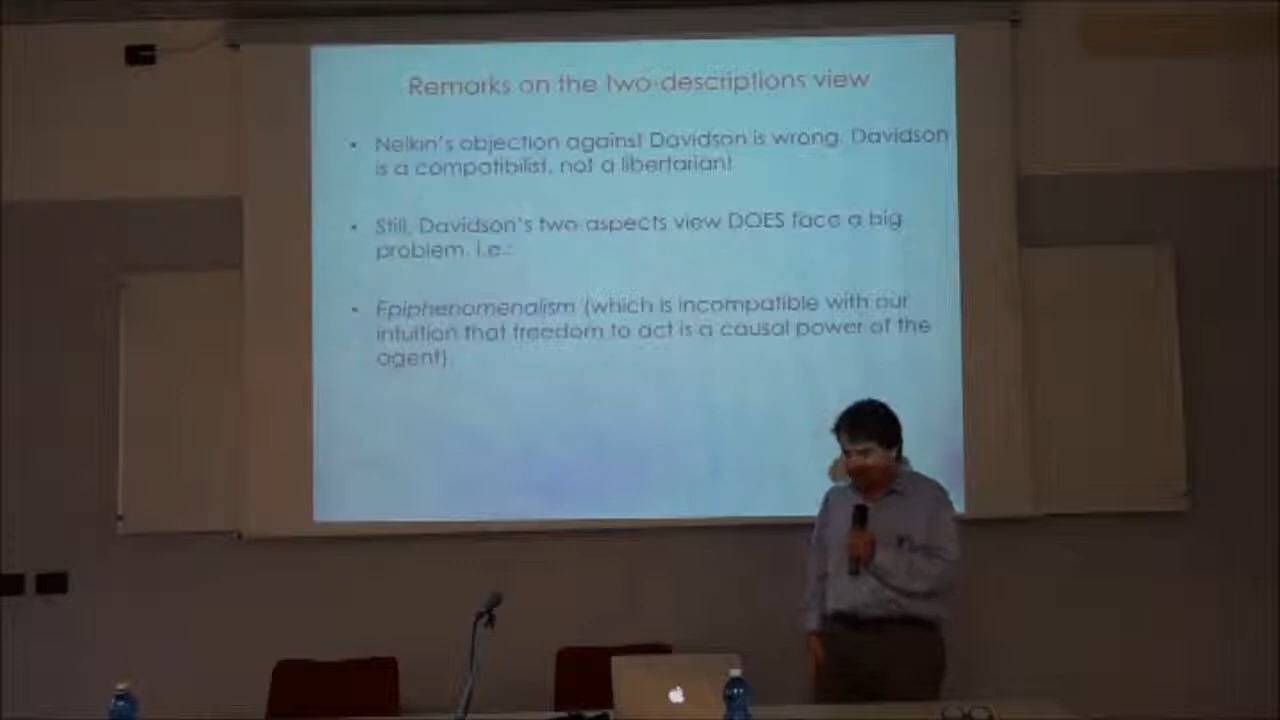 Remarks on the two-descriptions view
• Nelkin's objection against Davidson is wrong. Davidson
is a compatibilist, not a libertarian!
• Still, Davidson's two aspects view DOES face a big
problem, i.e.:
• Epiphenomenalism (which is incompatible with our
intuition that freedom to act is a causal power of the
agent).